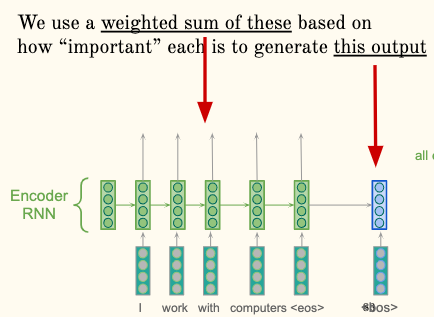 We use a weighted sum of these based on
how “important” each is to generate this output
all
Encoder
RNN
I work with computers <eos>